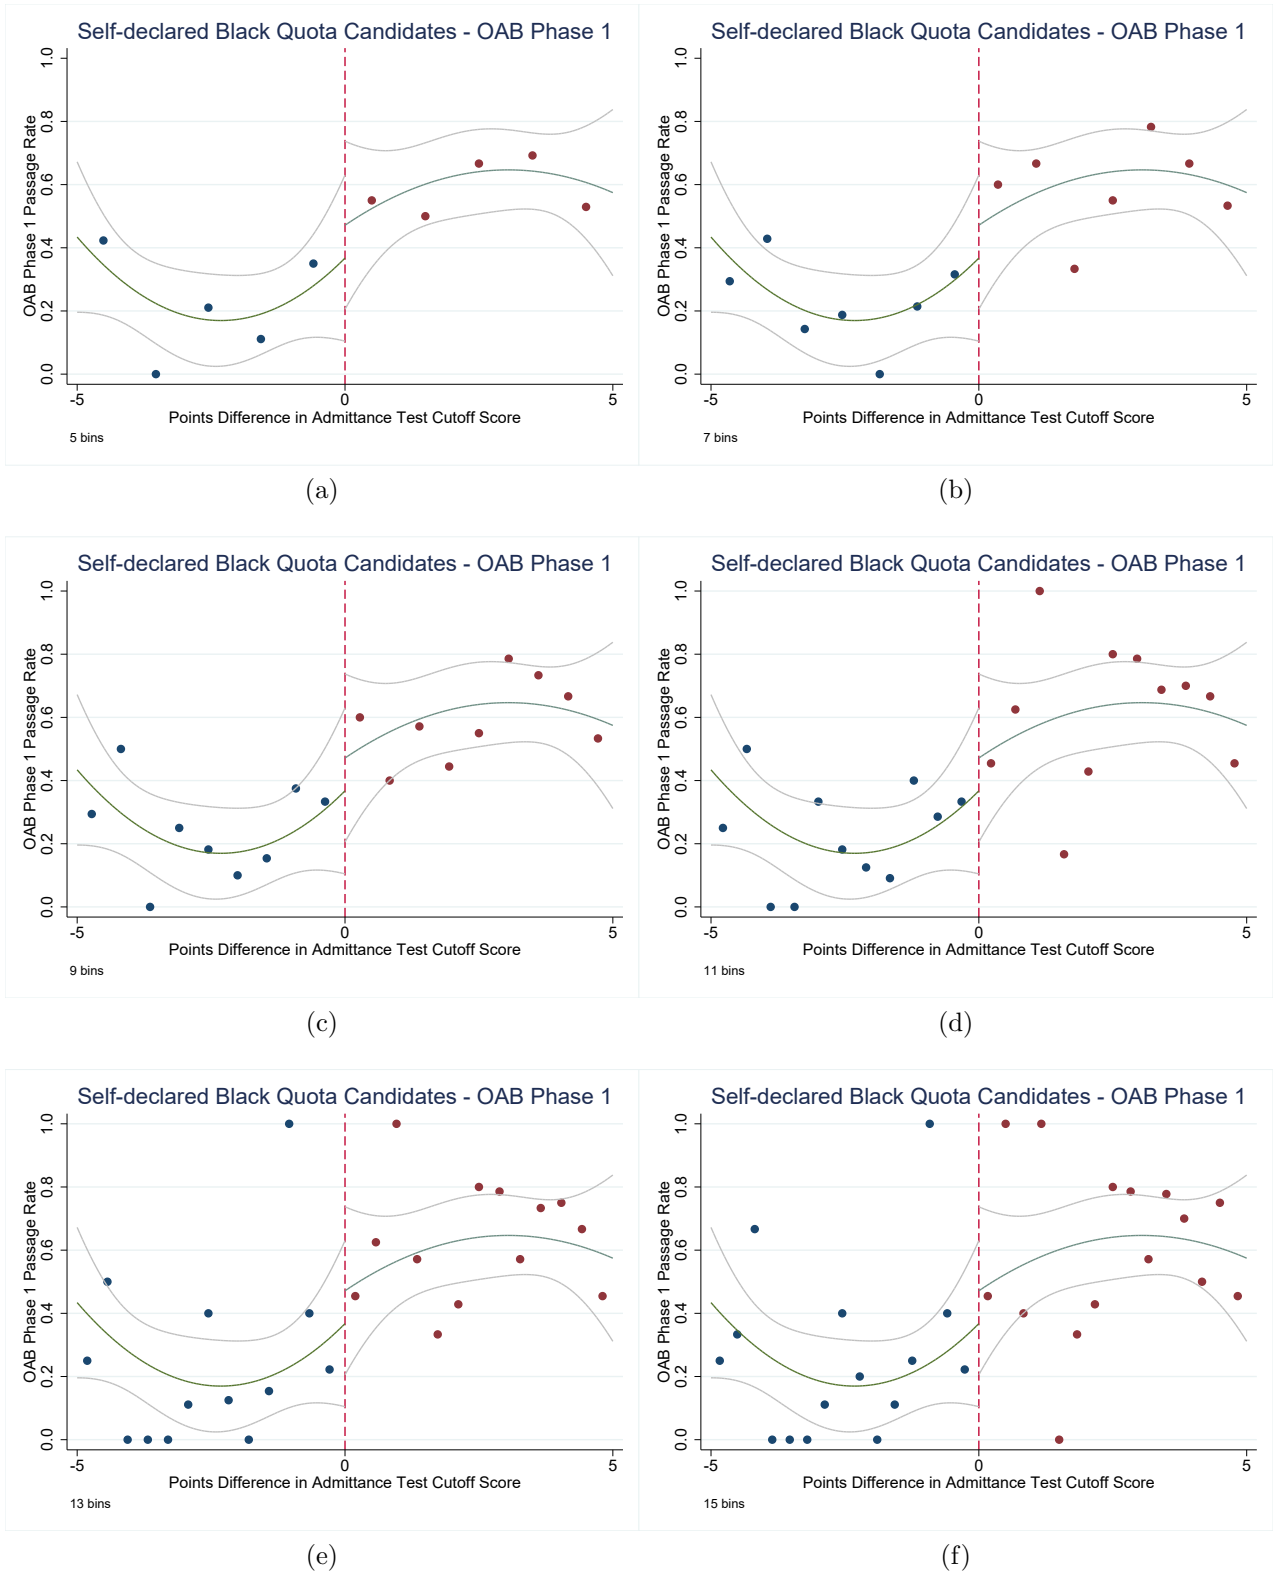 Self-declared Black Quota Candidates - OAB Phase 1
OAB Phase 1 Passage Rate
1.0
0.8
0.6
0.4
0.2
0.0
-5
0
5
Points Difference in Admittance Test Cutoff Score
5 bins
(a)
Self-declared Black Quota Candidates - OAB Phase 1
OAB Phase 1 Passage Rate
1.0
0.8
0.6
0.4
0.2
0.0
-5
0
5
Points Difference in Admittance Test Cutoff Score
7 bins
(b)
Self-declared Black Quota Candidates - OAB Phase 1
OAB Phase 1 Passage Rate
1.0
0.8
0.6
0.4
0.2
0.0
-5
0
5
Points Difference in Admittance Test Cutoff Score
9 bins
(c)
Self-declared Black Quota Candidates - OAB Phase 1
OAB Phase 1 Passage Rate
1.0
0.8
0.6
0.4
0.2
0.0
-5
0
5
Points Difference in Admittance Test Cutoff Score
11 bins
(d)
Self-declared Black Quota Candidates - OAB Phase 1
OAB Phase 1 Passage Rate
1.0
0.8
0.6
0.4
0.2
0.0
-5
0
5
Points Difference in Admittance Test Cutoff Score
13 bins
(e)
Self-declared Black Quota Candidates - OAB Phase 1
OAB Phase 1 Passage Rate
1.0
0.8
0.6
0.4
0.2
0.0
-5
0
5
Points Difference in Admittance Test Cutoff Score
15 bins
(f)